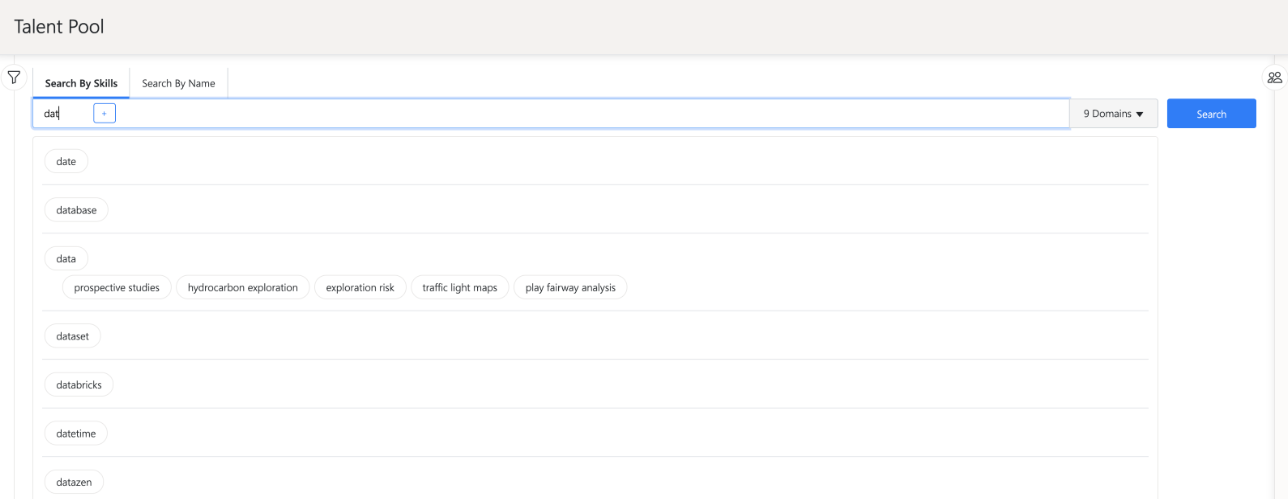 Talent Pool
Search By Skills Search By Name
dat + 9 Domains ▼ Search
date
database
data
prospective studies hydrocarbon exploration exploration risk traffic light maps play fairway analysis
dataset
databricks
datetime
datazen